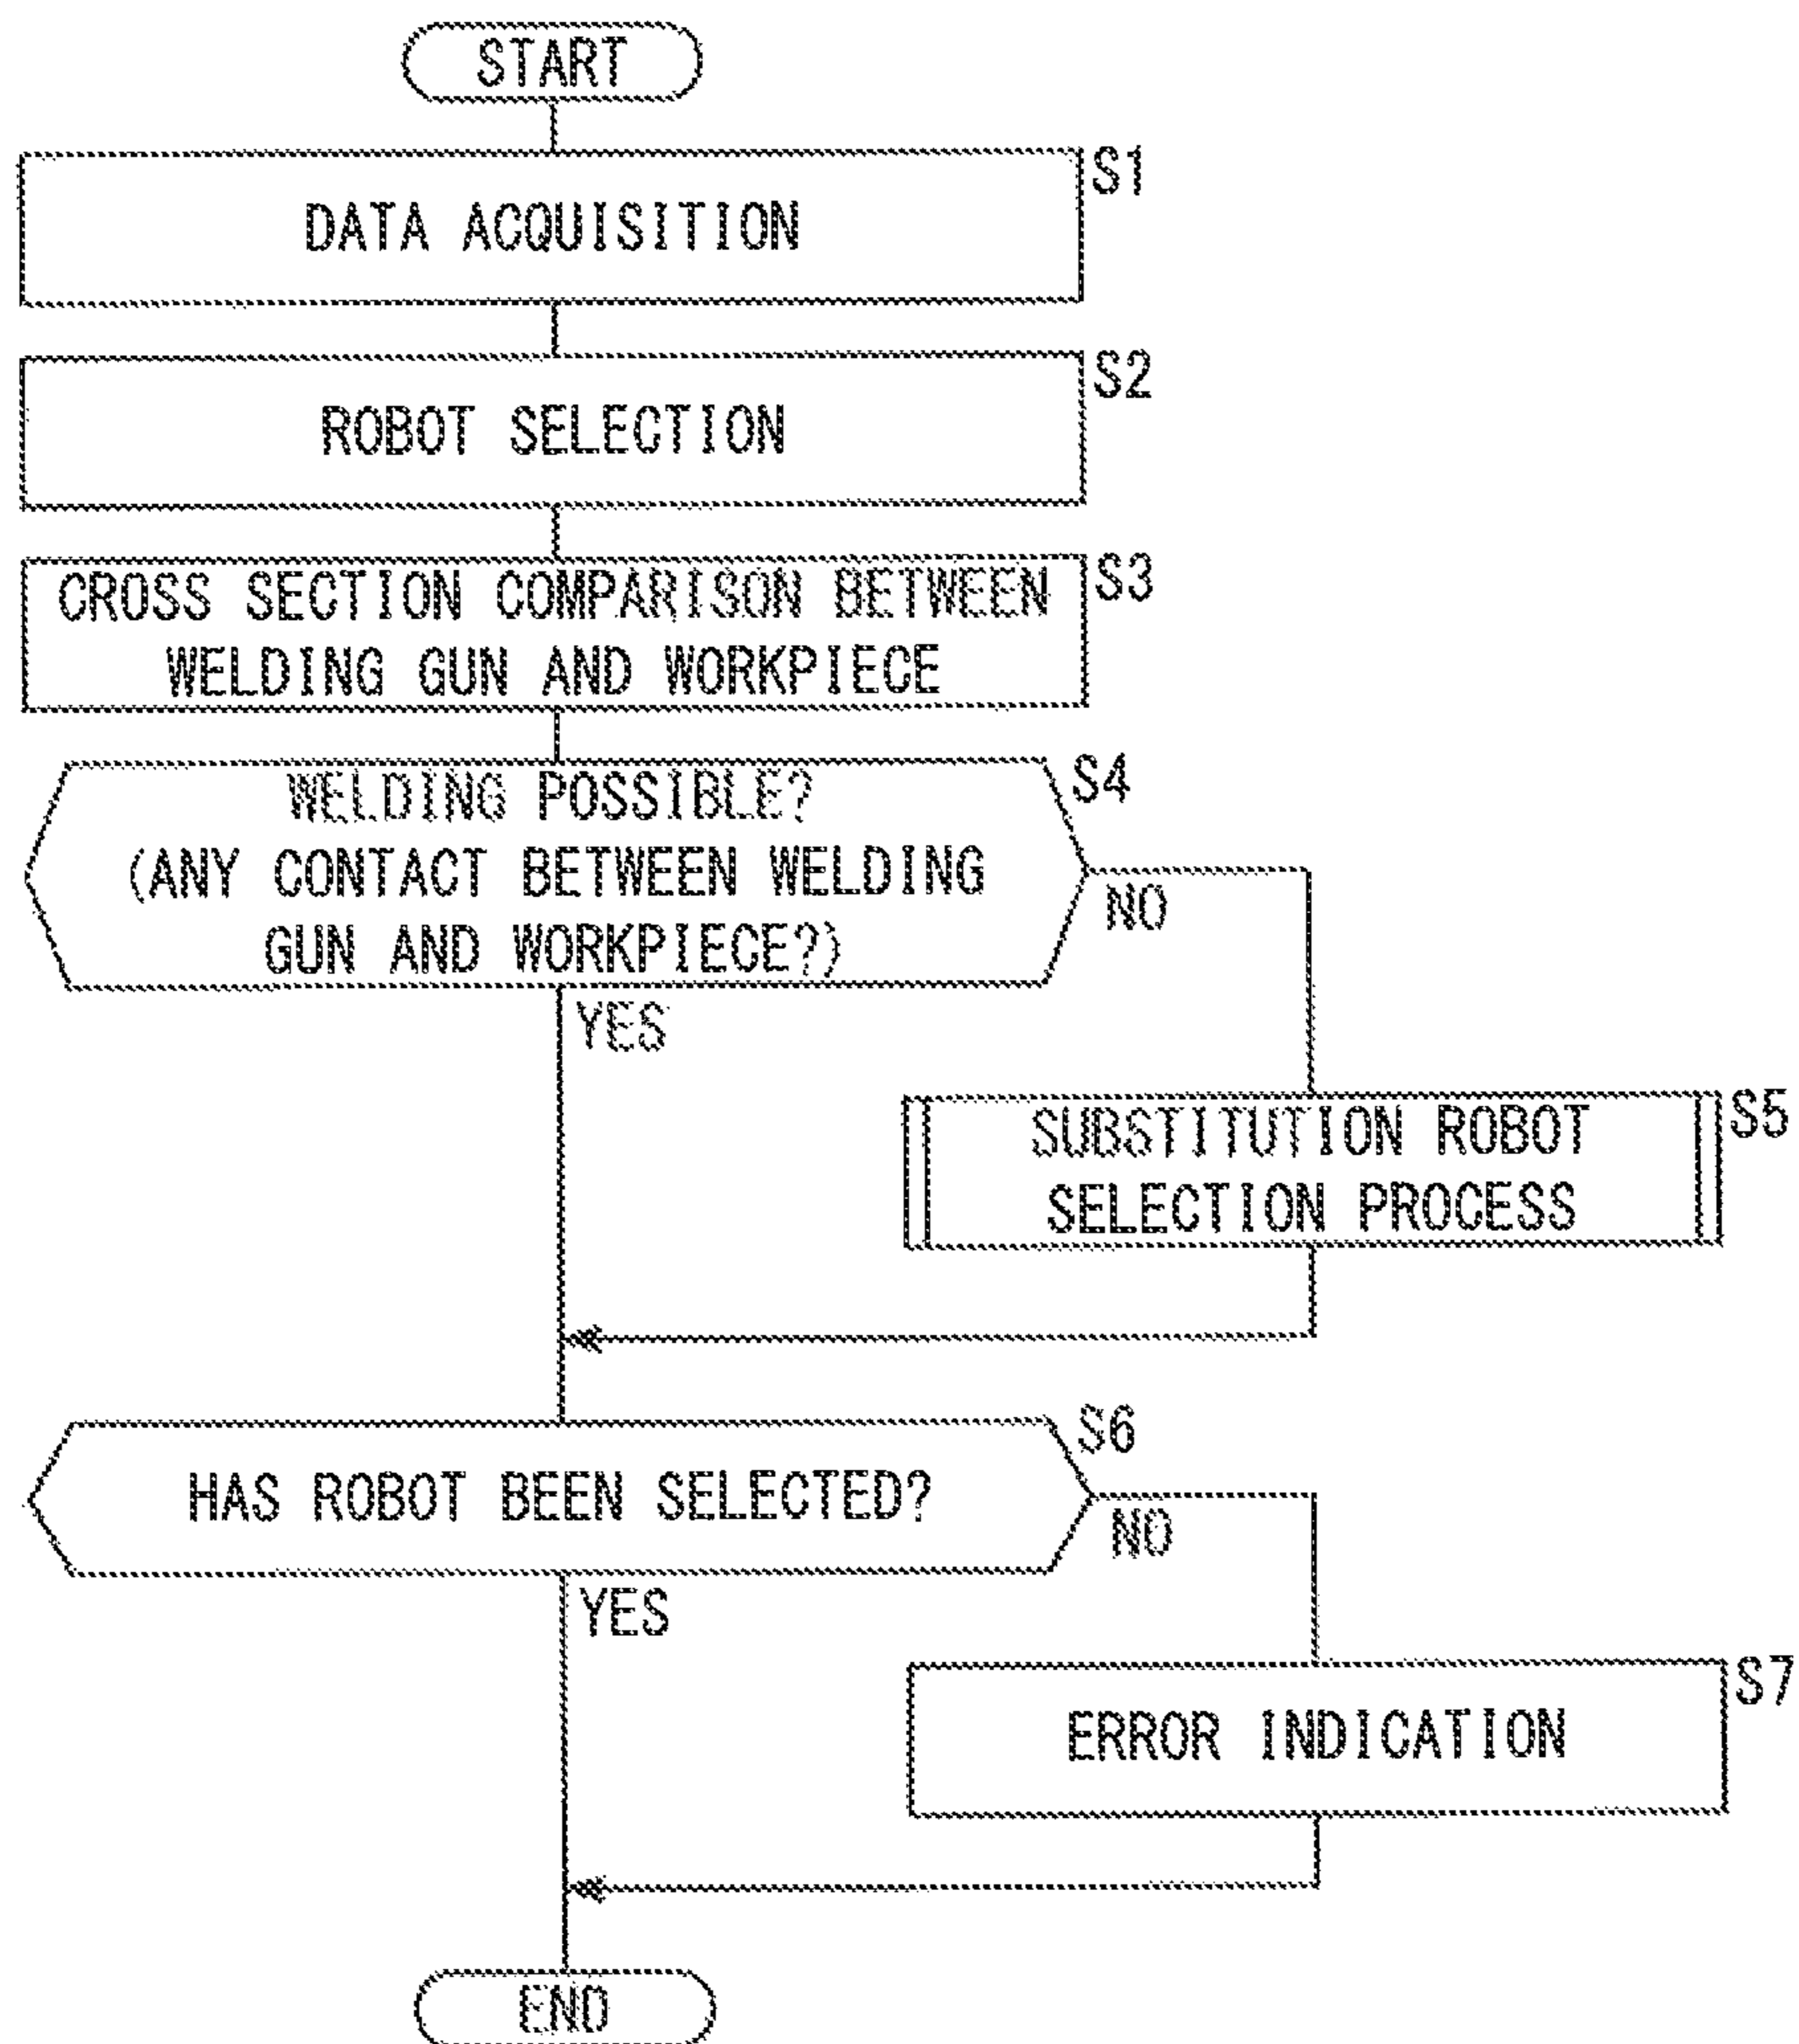 START
S1
DATA ACQUISITION
S2
ROBOT SELECTION
S3
CROSS SECTION COMPARISON BETWEEN
WELDING GUN AND WORKPIECE
S4
WELDING POSSIBLE?
(ANY CONTACT BETWEEN WELDING
GUN AND WORKPIECE?)
NO
YES
S5
SUBSTITUTION ROBOT
SELECTION PROCESS
S6
HAS ROBOT BEEN SELECTED?
NO
YES
S7
ERROR INDICATION
END